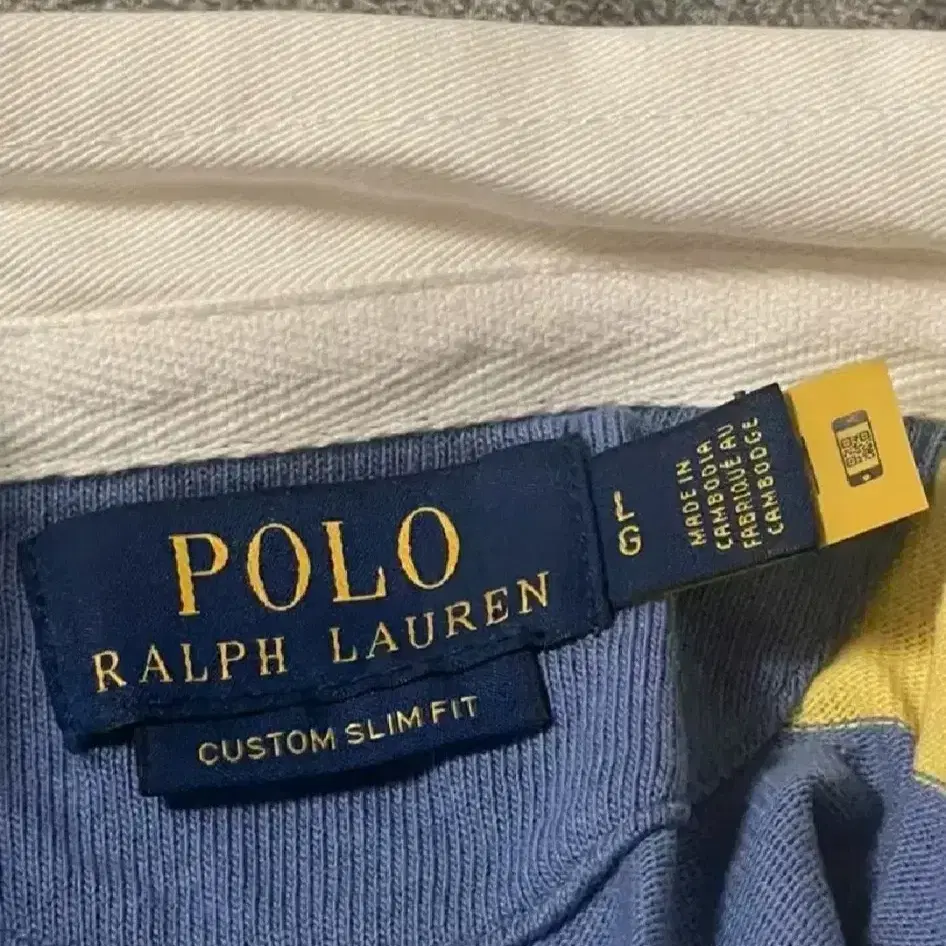 POLO
RALPH LAUREN
CUSTOM SLIM FIT
L
G
MADE IN
CAMBODIA
FABRIQUÉ AU
CAMBODGE